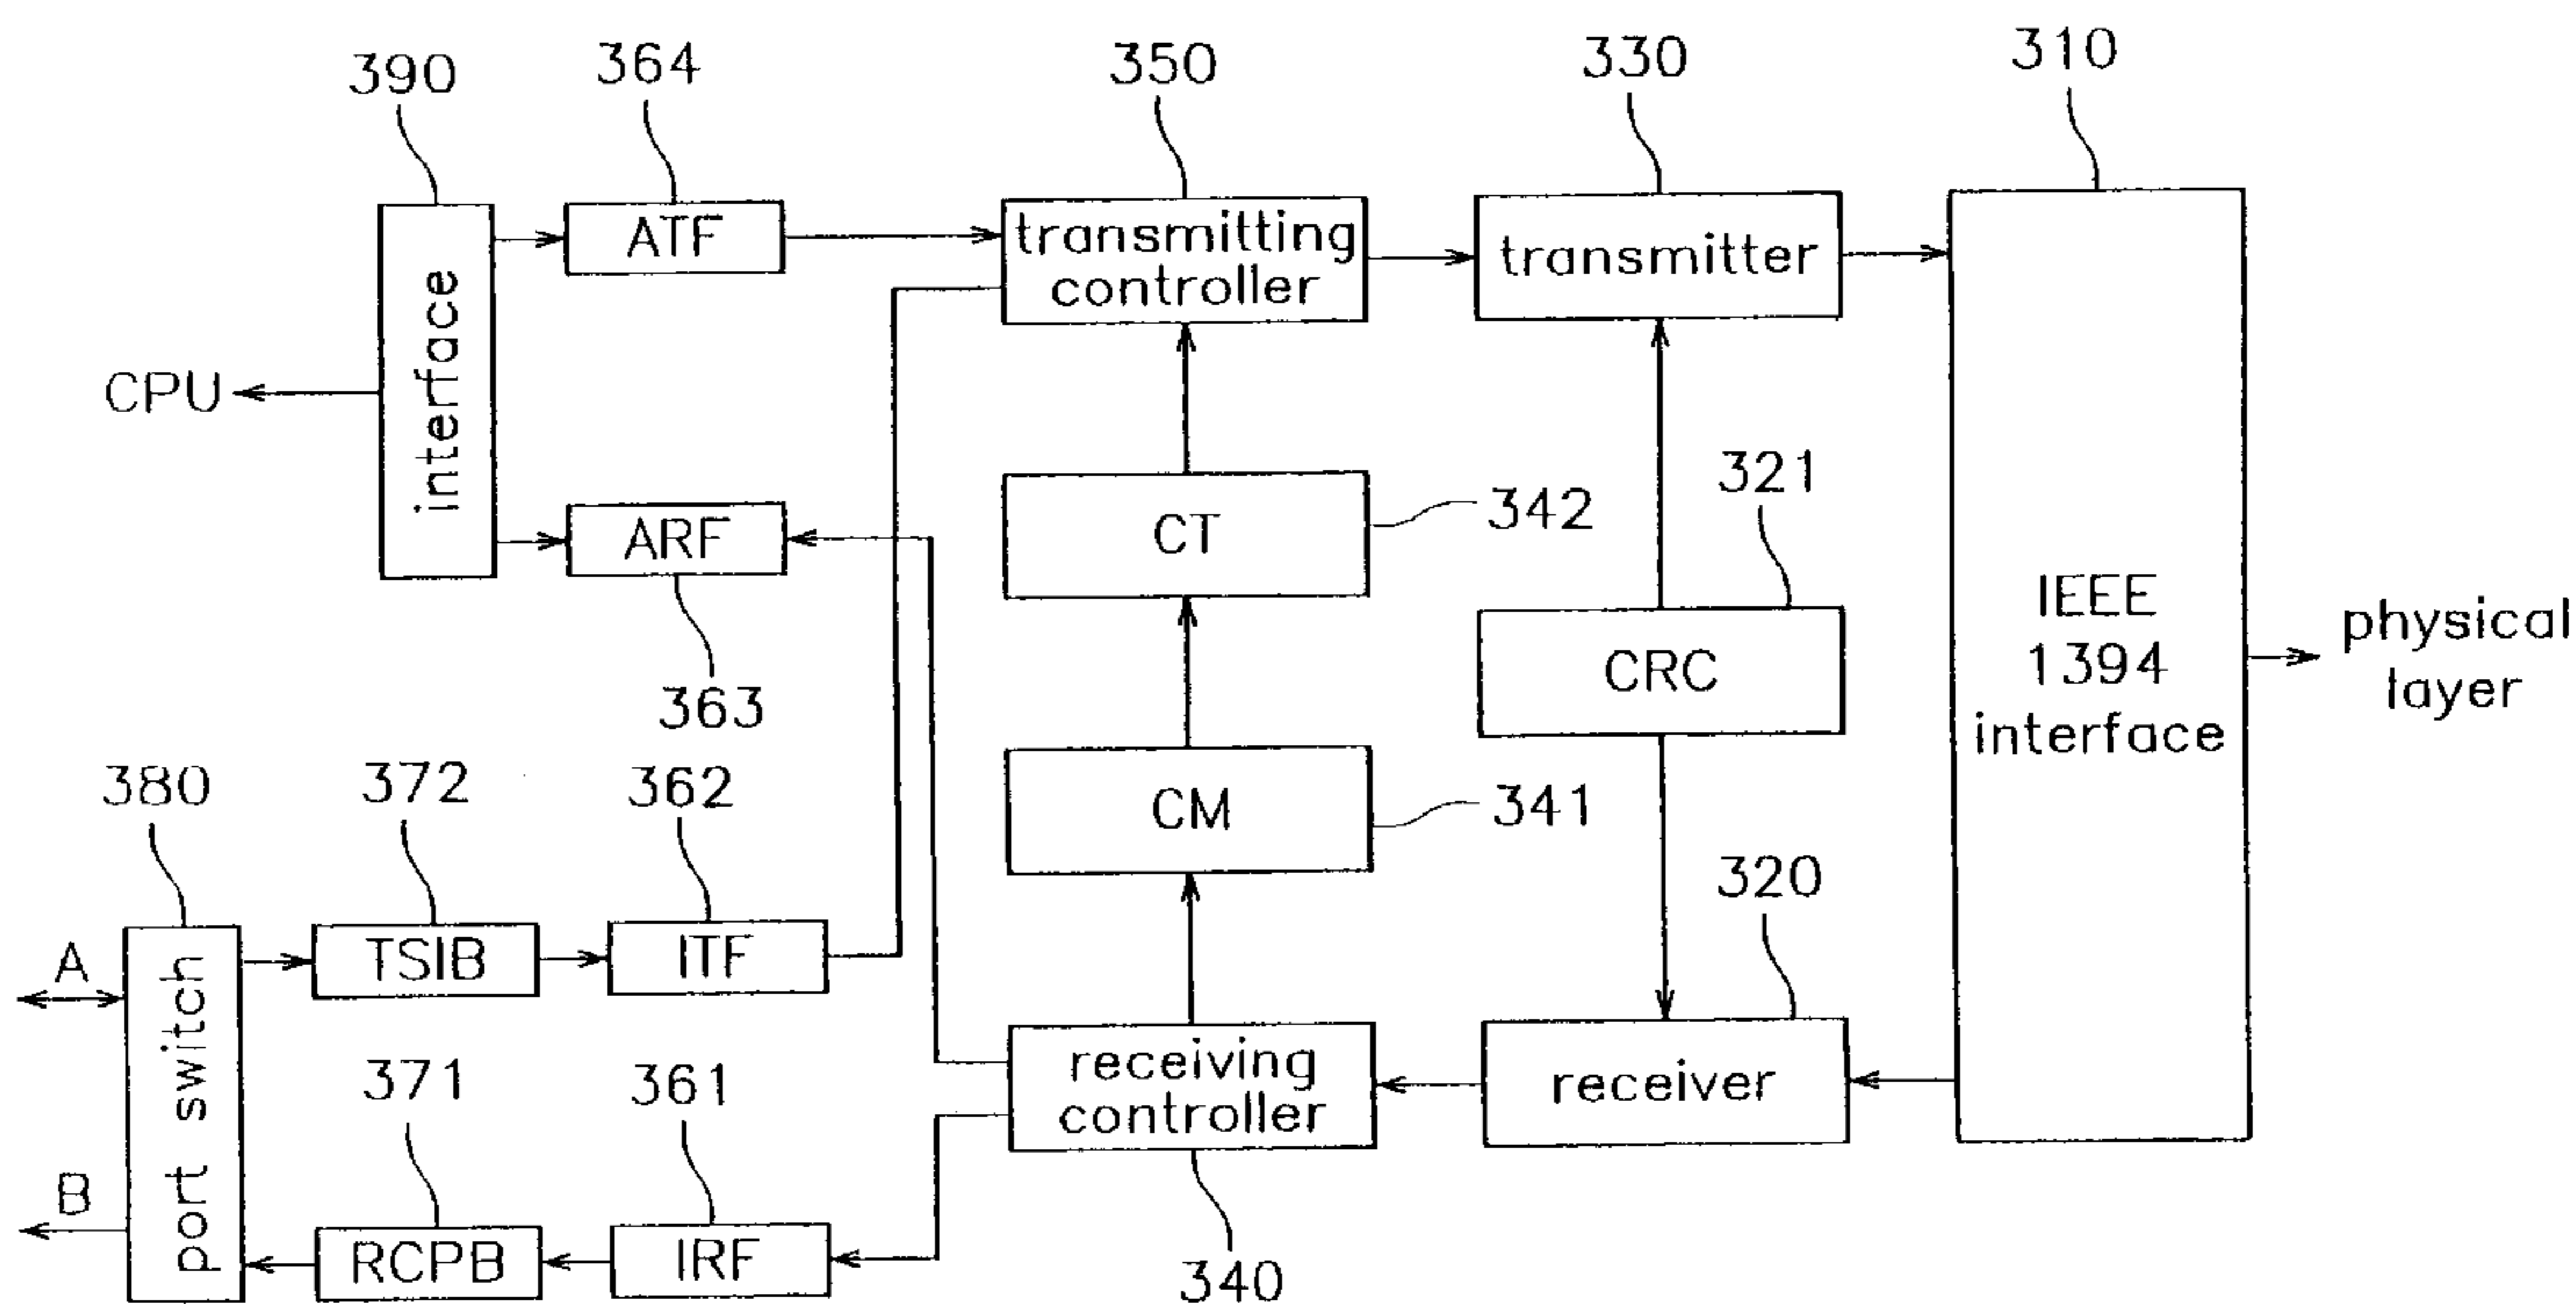 390
364
350
330
310
interface
ATF
transmitting
controller
transmitter
CPU
ARF
363
CT
342
321
CRC
IEEE
1394
interface
physical
layer
CM
341
380
372
362
320
A
B
port switch
TSIB
ITF
371
361
RCPB
IRF
receiving
controller
340
receiver